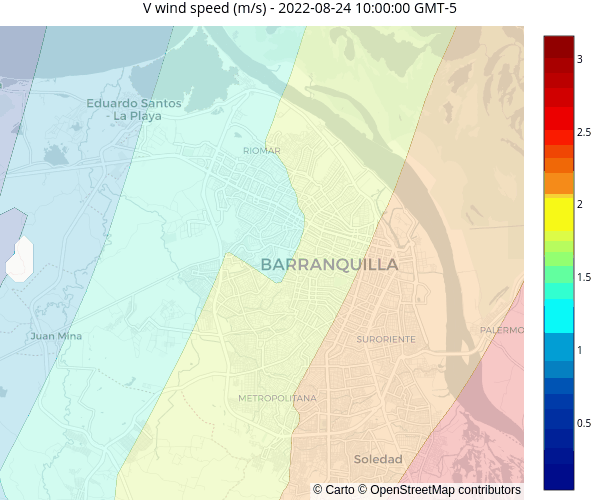 V wind speed (m/s) - 2022-08-24 10:00:00 GMT-5
Eduardo Santos
- La Playa
RIOMAR
BARRANQUILLA
Juan Mina
SURORIENTE
PALERMO
METROPOLITANA
Soledad
© Carto © OpenStreetMap contributors
3
2.5
2
1.5
1
0.5